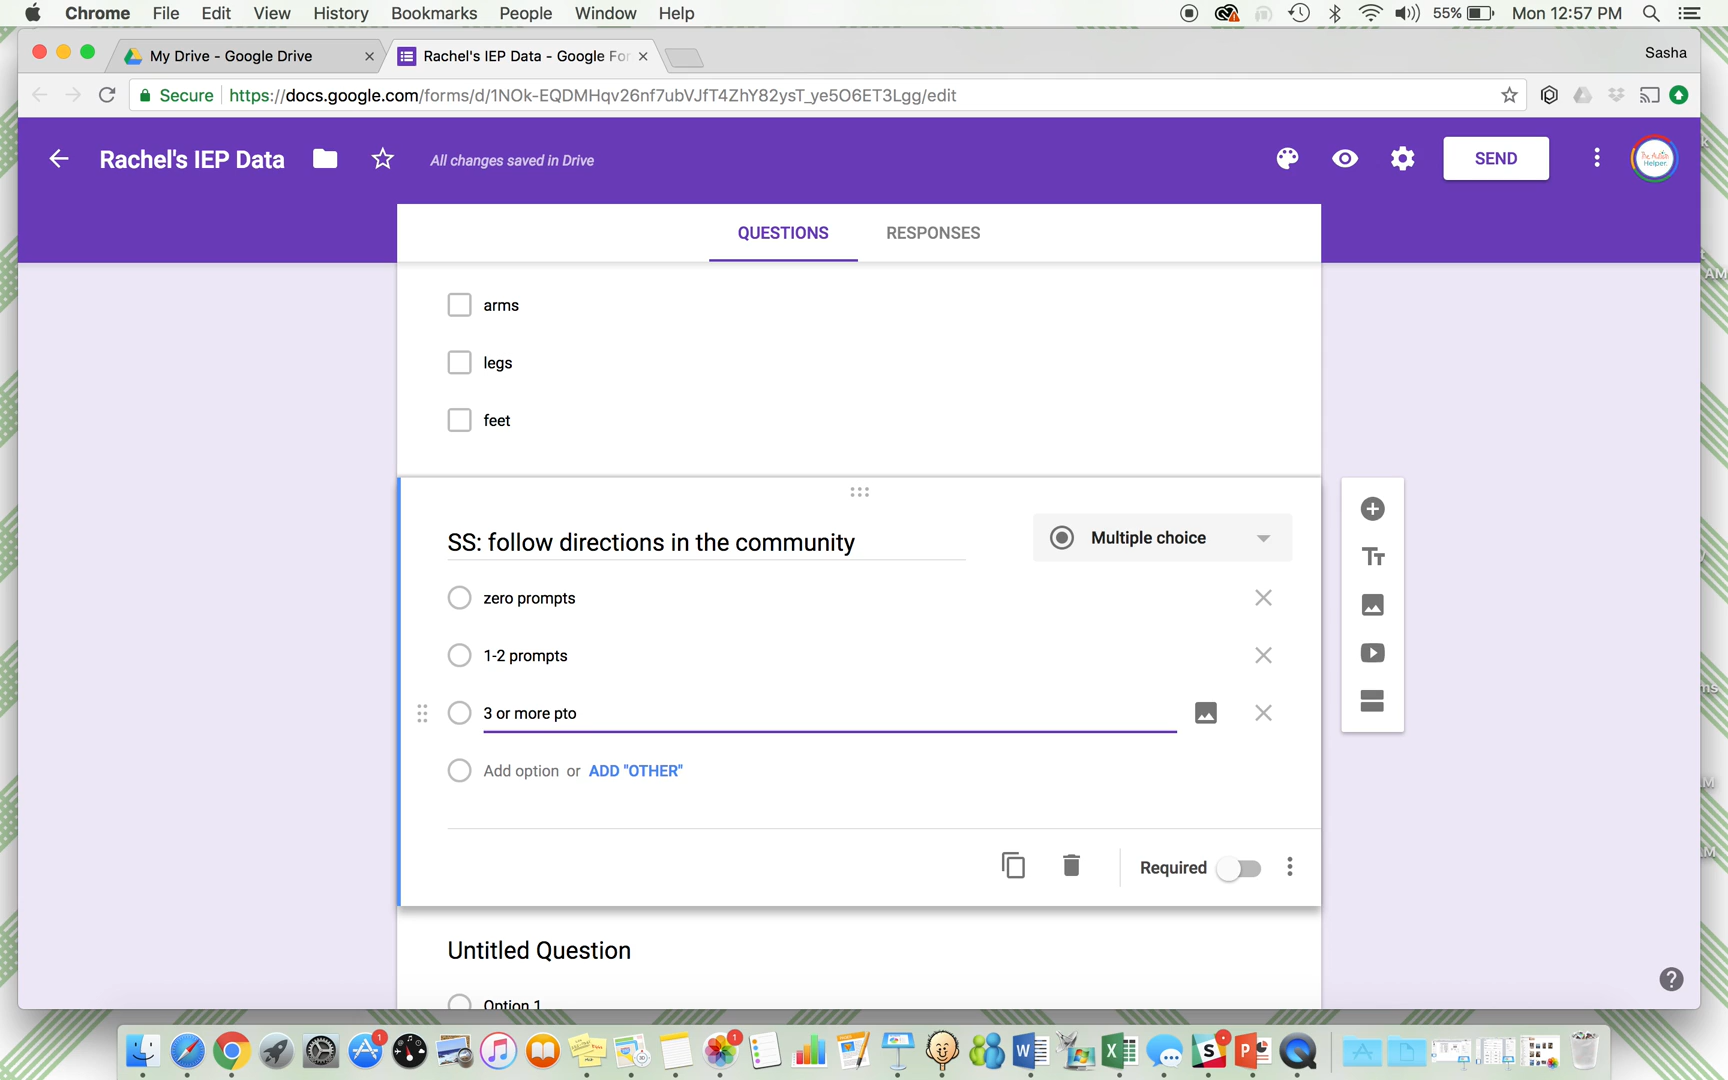 Chrome File Edit View History Bookmarks People Window Help 55% Mon 12:57 PM
My Drive - Google Drive Rachel's IEP Data - Google For Sasha
Secure https://docs.google.com/forms/d/1NOk-EQDMHqv26nf7ubVJfT4ZhY82ysT_ye5O6ET3Lgg/edit
Rachel's IEP Data All changes saved in Drive SEND The Autism Helper
QUESTIONS RESPONSES
arms
legs
feet
SS: follow directions in the community Multiple choice
zero prompts
1-2 prompts
3 or more pto
Add option or ADD "OTHER"
Required
Untitled Question
Option 1